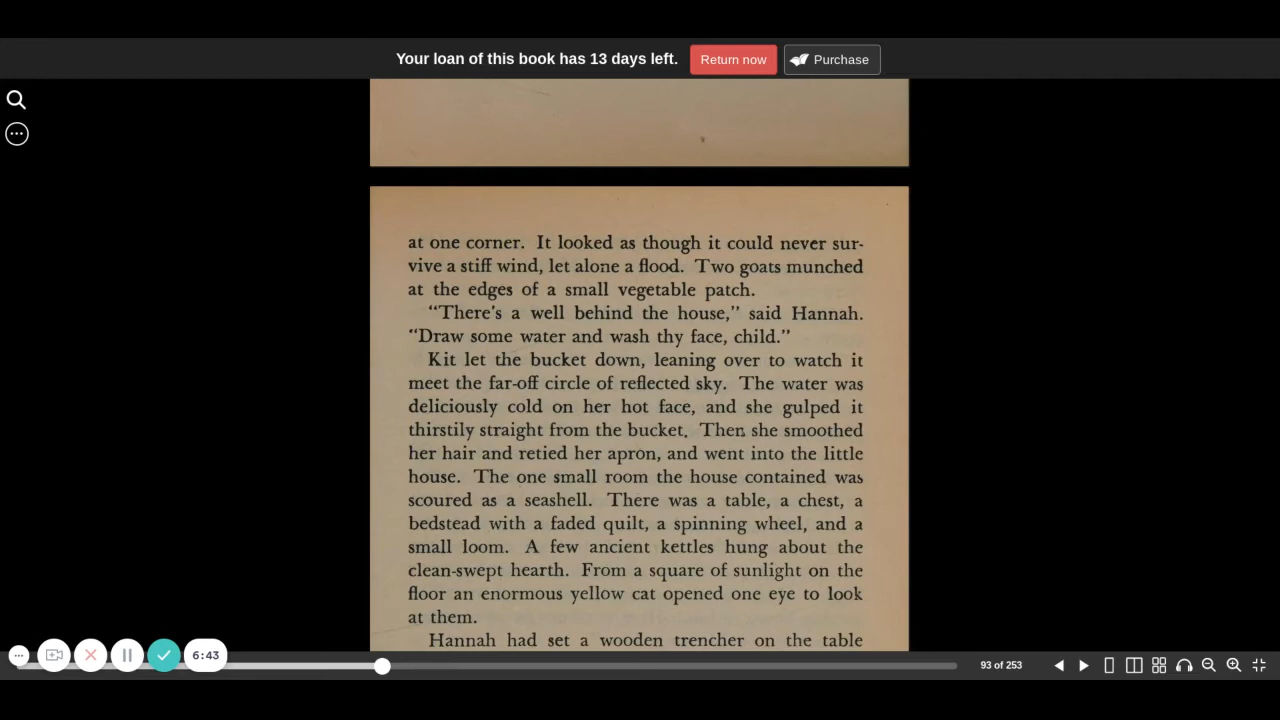 Your loan of this book has 13 days left. Return now Purchase
at one corner. It looked as though it could never sur-
vive a stiff wind, let alone a flood. Two goats munched
at the edges of a small vegetable patch.
“There’s a well behind the house,” said Hannah.
“Draw some water and wash thy face, child.”
Kit let the bucket down, leaning over to watch it
meet the far-off circle of reflected sky. The water was
deliciously cold on her hot face, and she gulped it
thirstily straight from the bucket. Then she smoothed
her hair and retied her apron, and went into the little
house. The one small room the house contained was
scoured as a seashell. There was a table, a chest, a
bedstead with a faded quilt, a spinning wheel, and a
small loom. A few ancient kettles hung about the
clean-swept hearth. From a square of sunlight on the
floor an enormous yellow cat opened one eye to look
at them.
Hannah had set a wooden trencher on the table
6:43
93 of 253